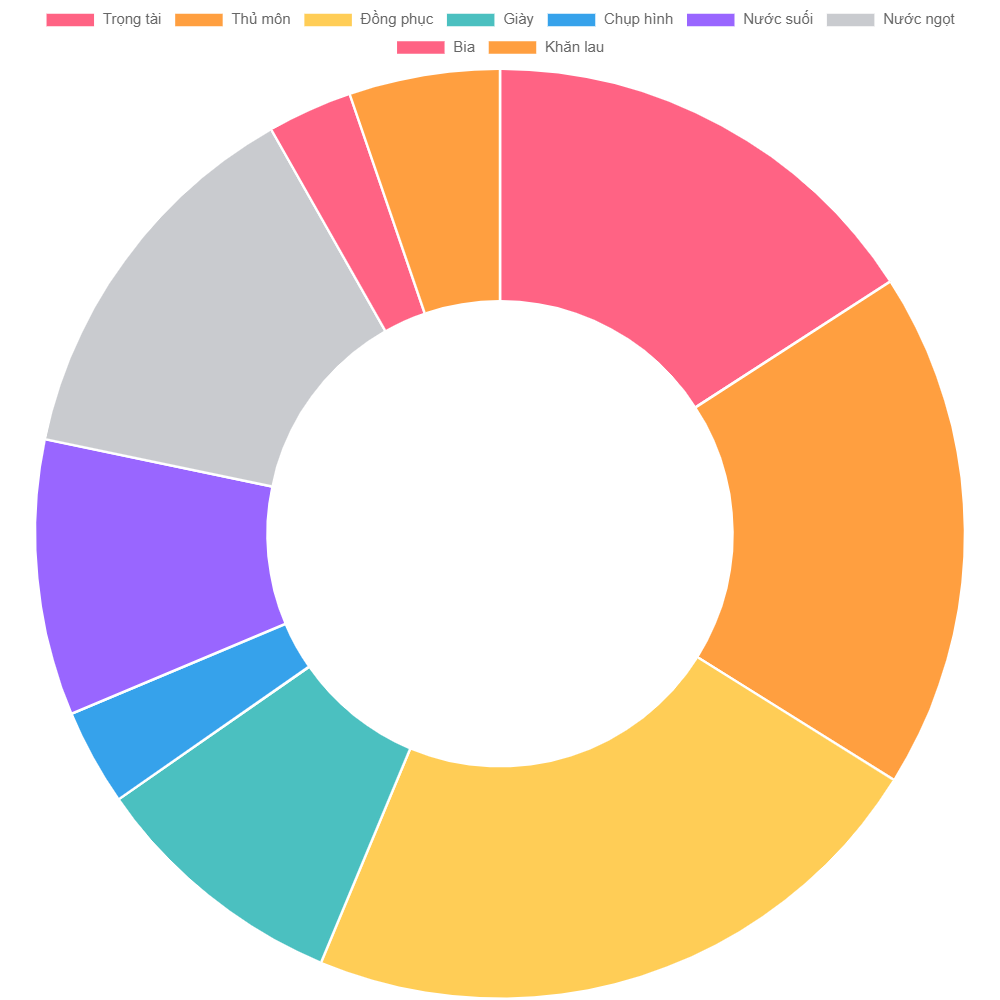 Trọng tài Thủ môn Đồng phục Giày Chụp hình Nước suối Nước ngọt
Bia Khăn lau